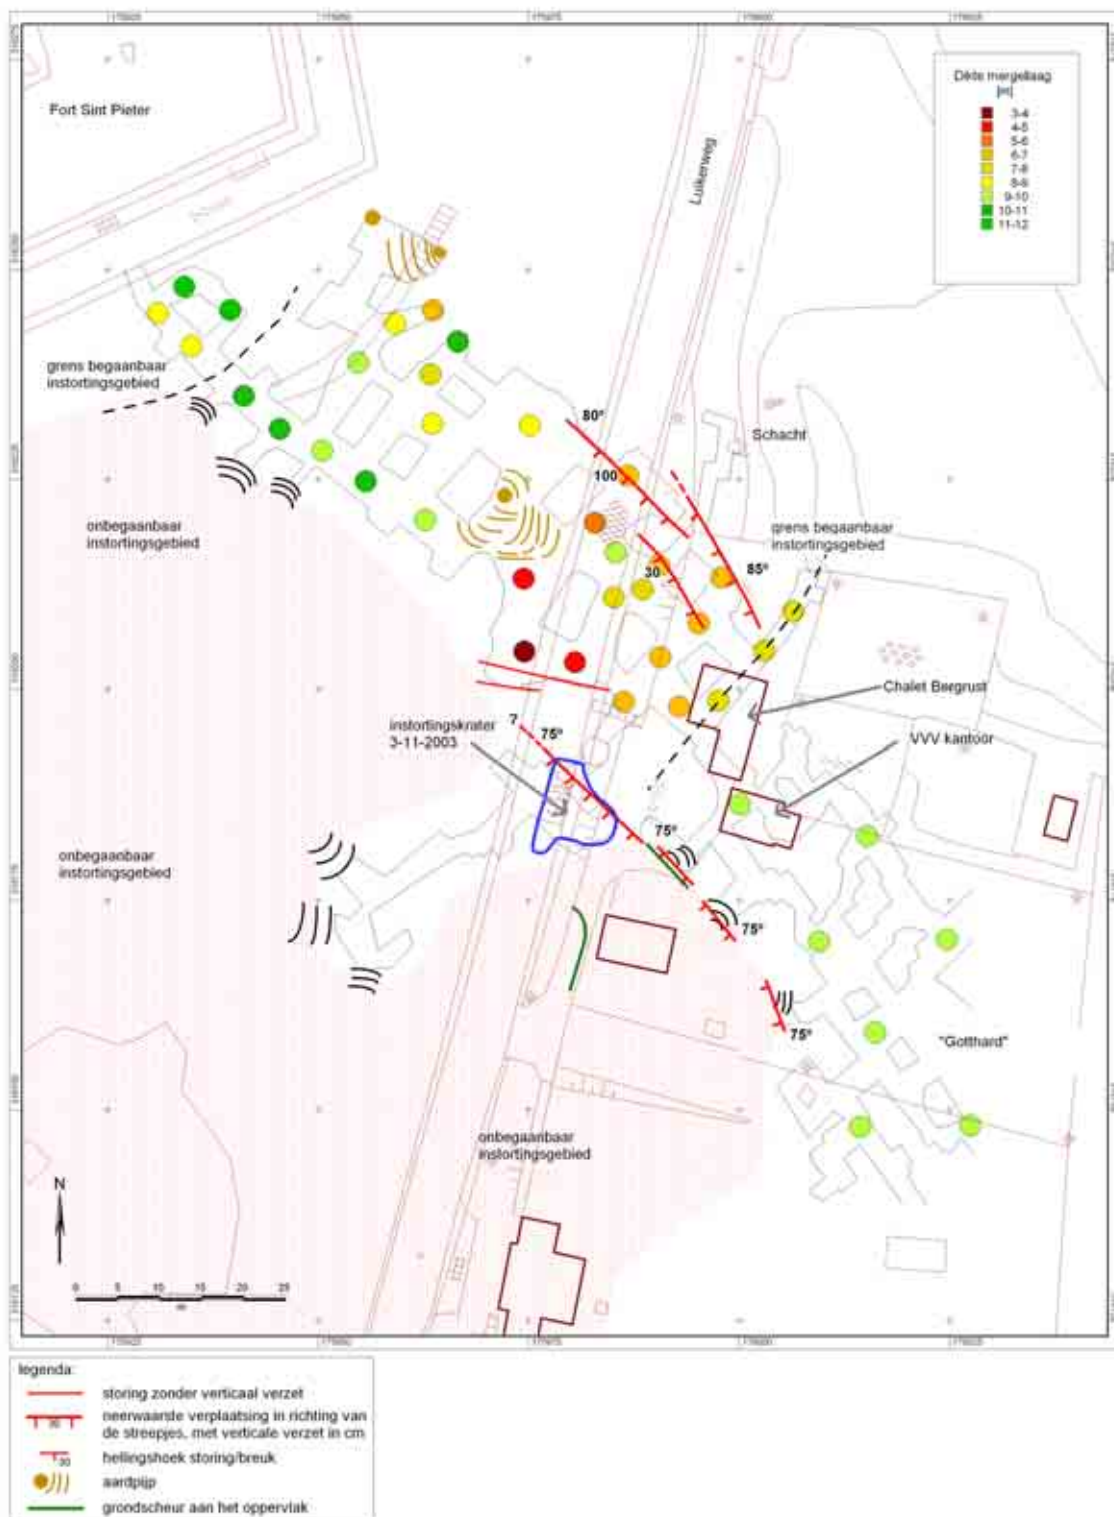 Fort Sint Pieter
Luikerweg
Dikte mergellaag
[m]
3-4
4-5
5-6
6-7
7-8
8-9
9-10
10-11
11-12
grens begaanbaar
instortingsgebied
80°
100
Schacht
grens begaanbaar
instortingsgebied
onbegaanbaar
instortingsgebied
30
85°
Chalet Bergrust
instortingskrater
3-11-2003
?
75°
VVV kantoor
75°
onbegaanbaar
instortingsgebied
75°
75°
"Gotthard"
onbegaanbaar
instortingsgebied
N
0 5 10 15 20 25
m
legenda:
storing zonder verticaal verzet
neerwaardse verplaatsing in richting van
de streepjes, met verticale verzet in cm
hellingshoek storing/breuk
30
aardpijp
grondscheur aan het oppervlak